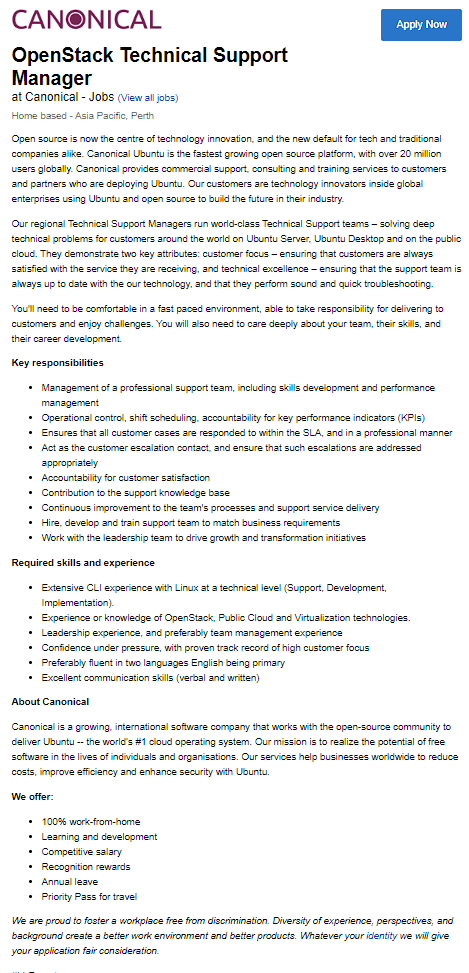 CANONICAL
Apply Now
OpenStack Technical Support
Manager
at Canonical - Jobs (View all jobs)
Home based - Asia Pacific, Perth
Open source is now the centre of technology innovation, and the new default for tech and traditional
companies alike. Canonical Ubuntu is the fastest growing open source platform, with over 20 million
users globally. Canonical provides commercial support, consulting and training services to customers
and partners who are deploying Ubuntu. Our customers are technology innovators inside global
enterprises using Ubuntu and open source to build the future in their industry.
Our regional Technical Support Managers run world-class Technical Support teams – solving deep
technical problems for customers around the world on Ubuntu Server, Ubuntu Desktop and on the public
cloud. They demonstrate two key attributes: customer focus – ensuring that customers are always
satisfied with the service they are receiving, and technical excellence – ensuring that the support team is
always up to date with the our technology, and that they perform sound and quick troubleshooting.
You'll need to be comfortable in a fast paced environment, able to take responsibility for delivering to
customers and enjoy challenges. You will also need to care deeply about your team, their skills, and
their career development.
Key responsibilities
• Management of a professional support team, including skills development and performance
management
• Operational control, shift scheduling, accountability for key performance indicators (KPIs)
• Ensures that all customer cases are responded to within the SLA, and in a professional manner
• Act as the customer escalation contact, and ensure that such escalations are addressed
appropriately
• Accountability for customer satisfaction
• Contribution to the support knowledge base
• Continuous improvement to the team's processes and support service delivery
• Hire, develop and train support team to match business requirements
• Work with the leadership team to drive growth and transformation initiatives
Required skills and experience
• Extensive CLI experience with Linux at a technical level (Support, Development,
Implementation).
• Experience or knowledge of OpenStack, Public Cloud and Virtualization technologies.
• Leadership experience, and preferably team management experience
• Confidence under pressure, with proven track record of high customer focus
• Preferably fluent in two languages English being primary
• Excellent communication skills (verbal and written)
About Canonical
Canonical is a growing, international software company that works with the open-source community to
deliver Ubuntu -- the world's #1 cloud operating system. Our mission is to realize the potential of free
software in the lives of individuals and organisations. Our services help businesses worldwide to reduce
costs, improve efficiency and enhance security with Ubuntu.
We offer:
• 100% work-from-home
• Learning and development
• Competitive salary
• Recognition rewards
• Annual leave
• Priority Pass for travel
We are proud to foster a workplace free from discrimination. Diversity of experience, perspectives, and
background create a better work environment and better products. Whatever your identity we will give
your application fair consideration.